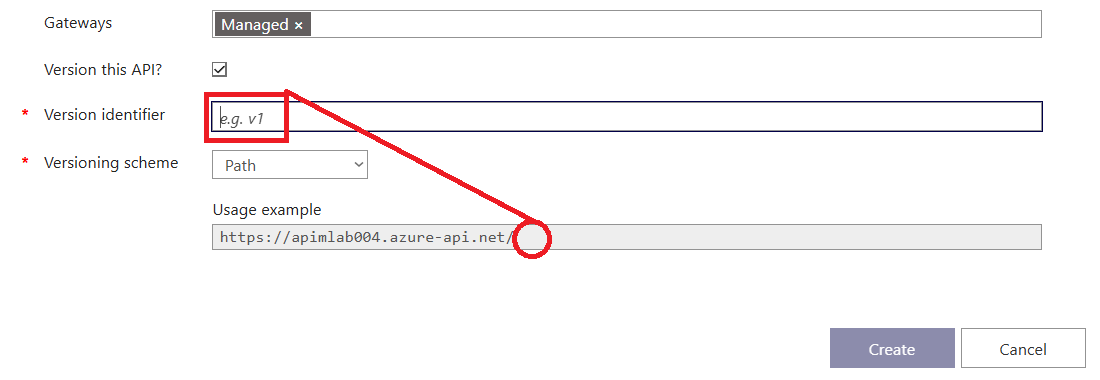 Gateways Managed ×
Version this API?
* Version identifier e.g. v1
* Versioning scheme Path
Usage example
https://apimlab004.azure-api.net/
Create Cancel